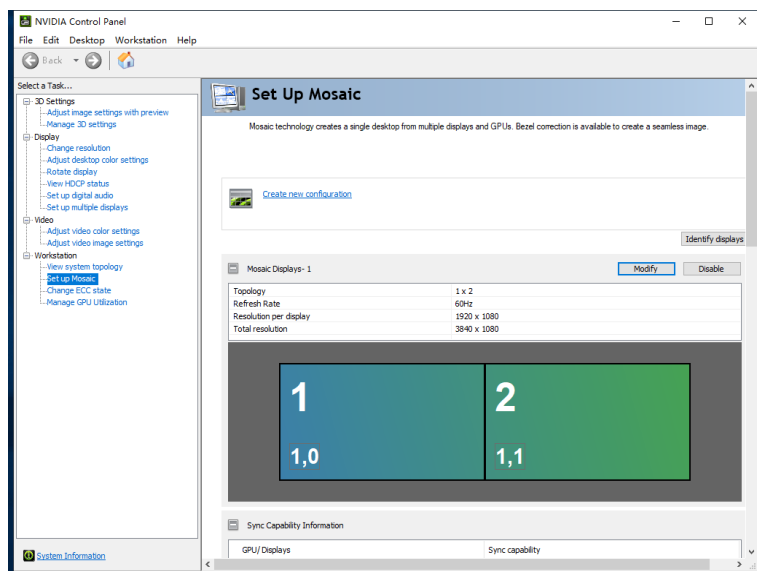 NVIDIA Control Panel
File Edit Desktop Workstation Help
Back
Select a Task...
3D Settings
Adjust image settings with preview
Manage 3D settings
Display
Change resolution
Adjust desktop color settings
Rotate display
View HDCP status
Set up digital audio
Set up multiple displays
Video
Adjust video color settings
Adjust video image settings
Workstation
View system topology
Set up Mosaic
Change ECC state
Manage GPU Utilization
System Information
Set Up Mosaic
Mosaic technology creates a single desktop from multiple displays and GPUs. Bezel correction is available to create a seamless image.
Create new configuration
Identify displays
Mosaic Displays- 1 Modify Disable
Topology 1 x 2
Refresh Rate 60Hz
Resolution per display 1920 x 1080
Total resolution 3840 x 1080
1 2
1,0 1,1
Sync Capability Information
GPU/Displays Sync capability